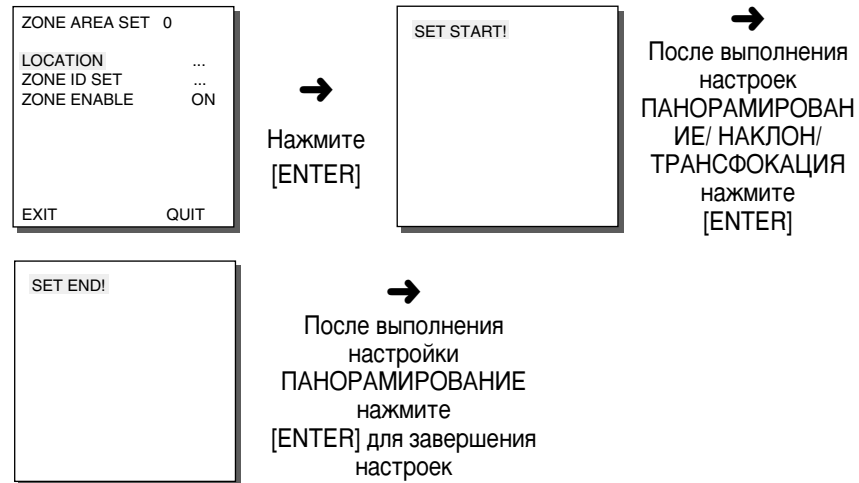 ZONE AREA SET 0
LOCATION ...
ZONE ID SET ...
ZONE ENABLE ON
EXIT QUIT
➜
Нажмите
[ENTER]
SET START!
➜
После выполнения
настроек
ПАНОРАМИРОВАН
ИЕ/ НАКЛОН/
ТРАНСФОКАЦИЯ
нажмите
[ENTER]
SET END!
➜
После выполнения
настройки
ПАНОРАМИРОВАНИЕ
нажмите
[ENTER] для завершения
настроек